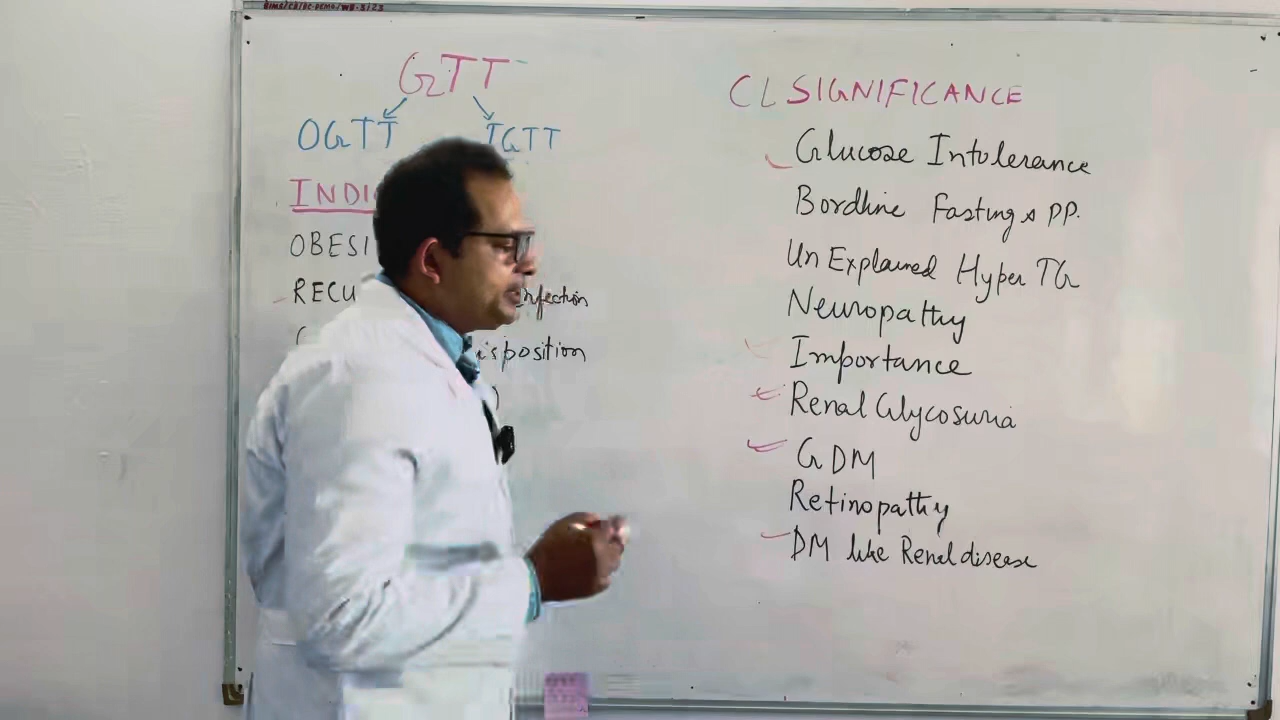 GTT
OGTT IGTT
INDI
OBESI
RECU Infection
isposition
CL SIGNIFICANCE
Glucose Intolerance
Bordline Fasting & PP.
UnExplained Hyper TG
Neuropathy
Importance
Renal Glycosuria
GDM
Retinopathy
DM like Renal disease